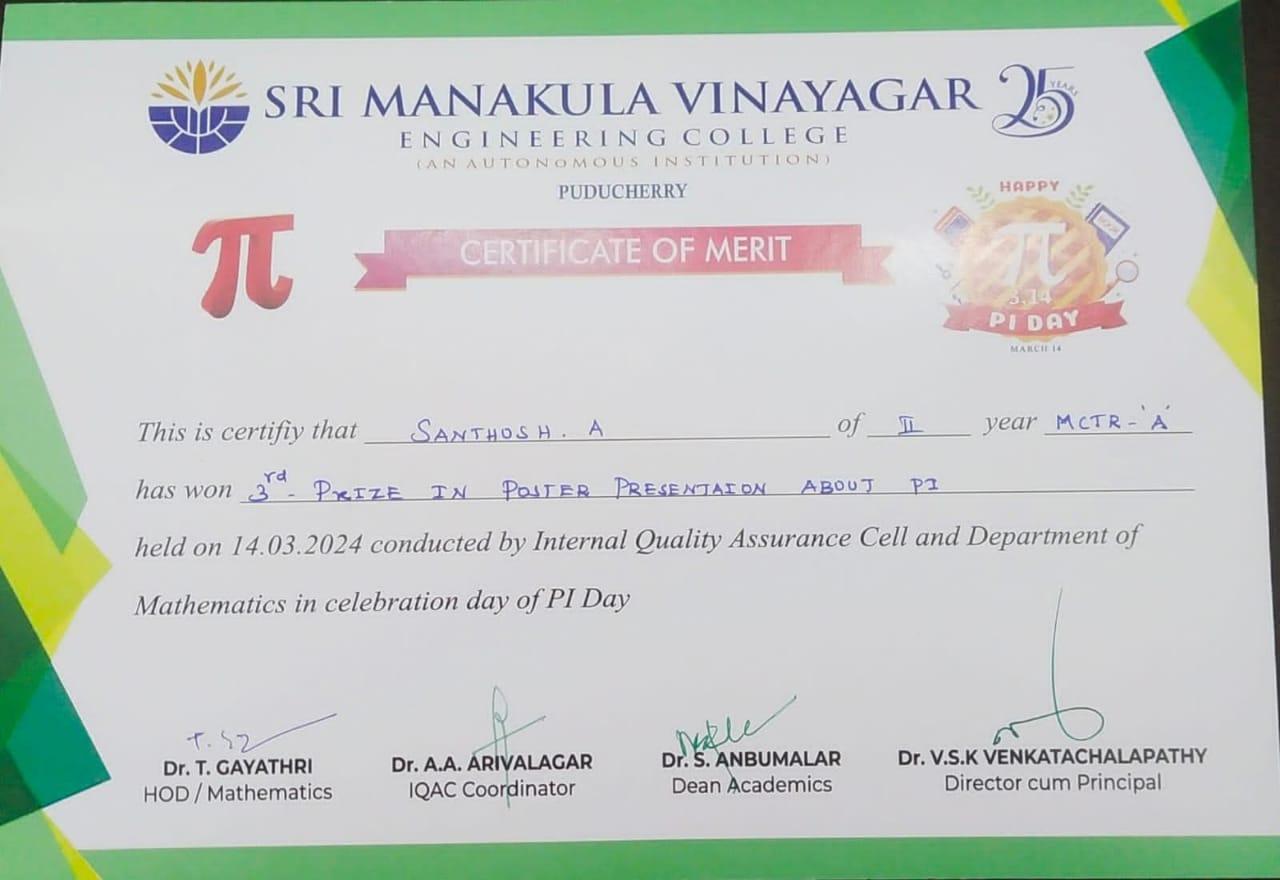 SRI MANAKULA VINAYAGAR
25 YEARS
ENGINEERING COLLEGE
(AN AUTONOMOUS INSTITUTION)
PUDUCHERRY
HAPPY
BOOK
π
π
3.14
PI DAY
MARCH 14
CERTIFICATE OF MERIT
This is certifiy that SANTHOSH. A of II year MCTR-'A'
has won 3rd- PRIZE IN POSTER PRESENTAION ABOUT PI
held on 14.03.2024 conducted by Internal Quality Assurance Cell and Department of
Mathematics in celebration day of PI Day
Dr. T. GAYATHRI
HOD / Mathematics
Dr. A.A. ARIVALAGAR
IQAC Coordinator
Dr. S. ANBUMALAR
Dean Academics
Dr. V.S.K VENKATACHALAPATHY
Director cum Principal